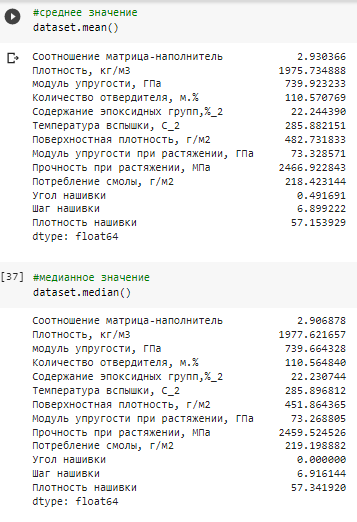 #среднее значение
dataset.mean()
Соотношение матрица-наполнитель 2.930366
Плотность, кг/м3 1975.734888
модуль упругости, ГПа 739.923233
Количество отвердителя, м.% 110.570769
Содержание эпоксидных групп,%_2 22.244390
Температура вспышки, С_2 285.882151
Поверхностная плотность, г/м2 482.731833
Модуль упругости при растяжении, ГПа 73.328571
Прочность при растяжении, МПа 2466.922843
Потребление смолы, г/м2 218.423144
Угол нашивки 0.491691
Шаг нашивки 6.899222
Плотность нашивки 57.153929
dtype: float64
[37] #медианное значение
dataset.median()
Соотношение матрица-наполнитель 2.906878
Плотность, кг/м3 1977.621657
модуль упругости, ГПа 739.664328
Количество отвердителя, м.% 110.564840
Содержание эпоксидных групп,%_2 22.230744
Температура вспышки, С_2 285.896812
Поверхностная плотность, г/м2 451.864365
Модуль упругости при растяжении, ГПа 73.268805
Прочность при растяжении, МПа 2459.524526
Потребление смолы, г/м2 219.198882
Угол нашивки 0.000000
Шаг нашивки 6.916144
Плотность нашивки 57.341920
dtype: float64